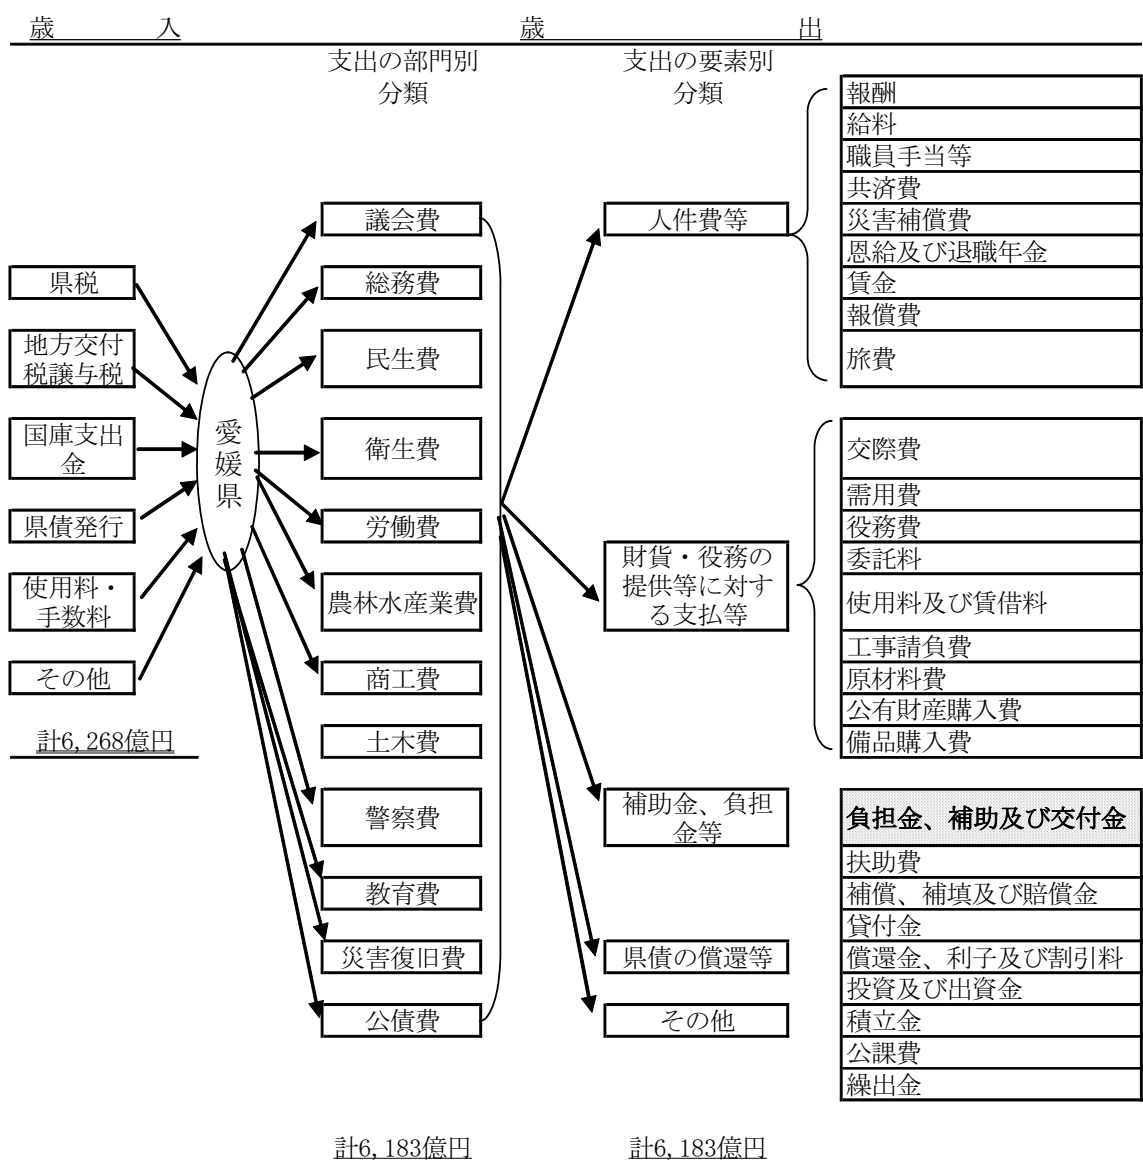 歳　入
歳　出
支出の部門別
分類
支出の要素別
分類
県税
地方交付
税譲与税
国庫支出
金
県債発行
使用料・
手数料
その他
計6,268億円
愛媛県
議会費
総務費
民生費
衛生費
労働費
農林水産業費
商工費
土木費
警察費
教育費
災害復旧費
公債費
計6,183億円
人件費等
財貨・役務の
提供等に対す
る支払等
補助金、負担
金等
県債の償還等
その他
計6,183億円
報酬
給料
職員手当等
共済費
災害補償費
恩給及び退職年金
賃金
報償費
旅費
交際費
需用費
役務費
委託料
使用料及び賃借料
工事請負費
原材料費
公有財産購入費
備品購入費
負担金、補助及び交付金
扶助費
補償、補填及び賠償金
貸付金
償還金、利子及び割引料
投資及び出資金
積立金
公課費
繰出金